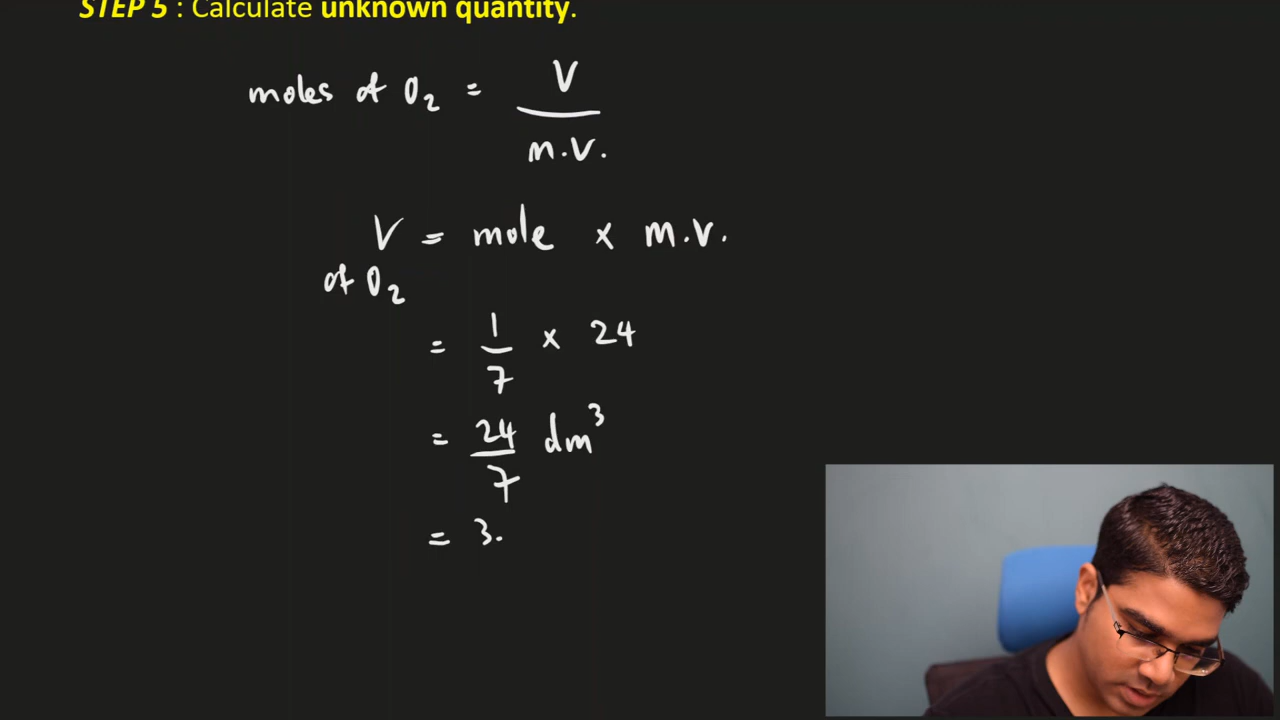 STEP 5 : Calculate unknown quantity.
moles of O₂ = V / m.v.
V of O₂ = mole × m.v.
= 1/7 × 24
= 24/7 dm³
= 3.